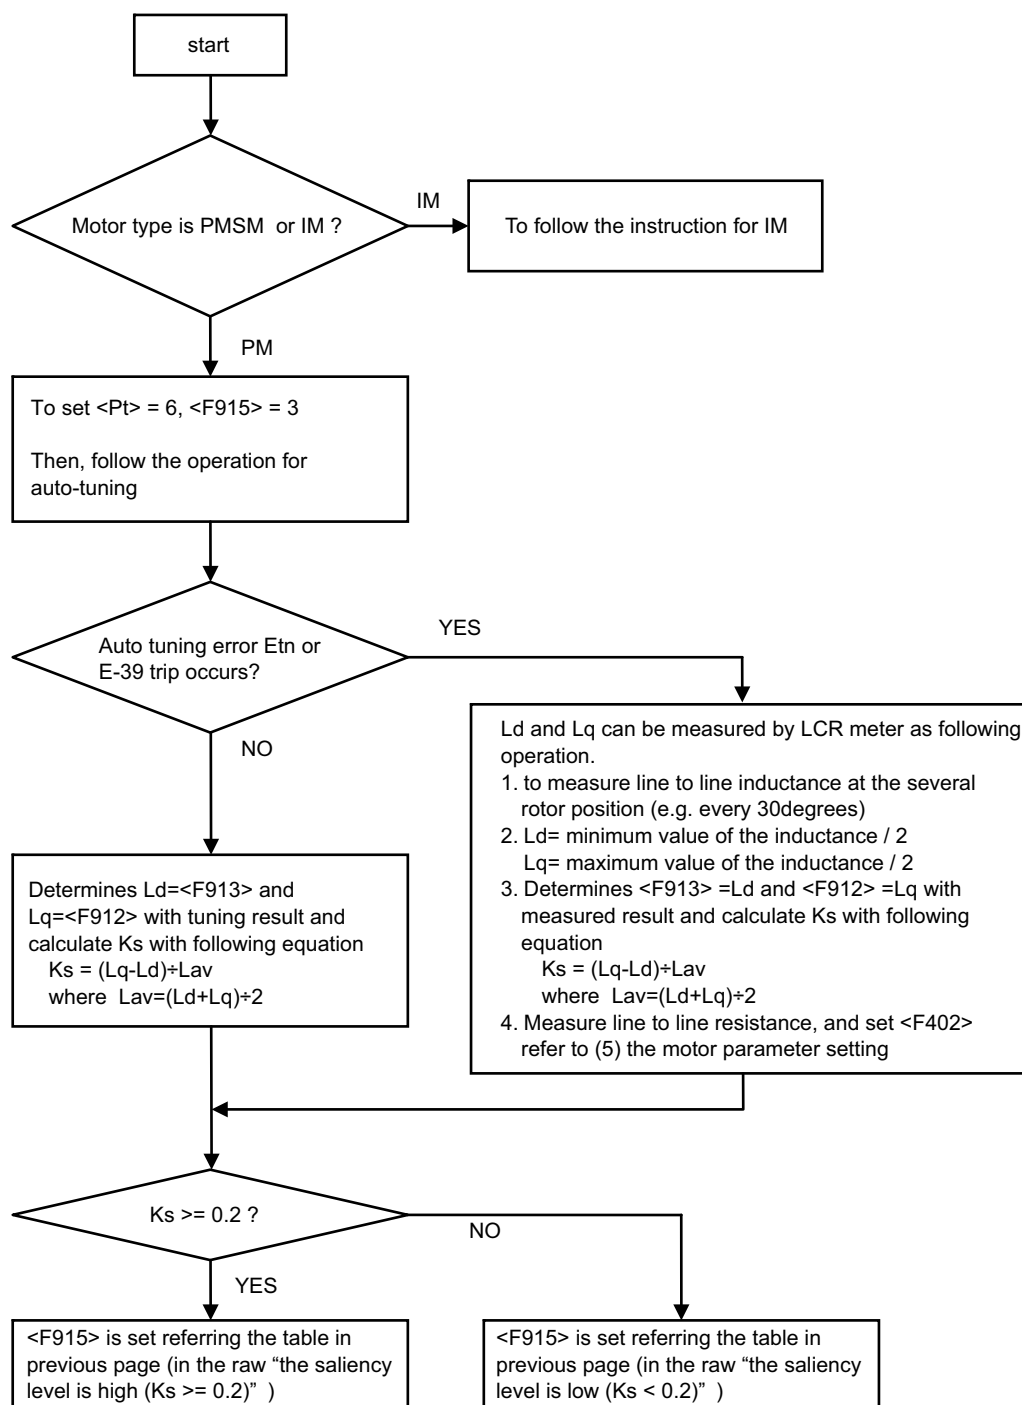 start
Motor type is PMSM or IM ?
IM
To follow the instruction for IM
PM
To set <Pt> = 6, <F915> = 3
Then, follow the operation for
auto-tuning
Auto tuning error Etn or
E-39 trip occurs?
YES
NO
Ld and Lq can be measured by LCR meter as following
operation.
1. to measure line to line inductance at the several
rotor position (e.g. every 30degrees)
2. Ld= minimum value of the inductance / 2
Lq= maximum value of the inductance / 2
3. Determines <F913> =Ld and <F912> =Lq with
measured result and calculate Ks with following
equation
Ks = (Lq-Ld)÷Lav
where Lav=(Ld+Lq)÷2
4. Measure line to line resistance, and set <F402>
refer to (5) the motor parameter setting
Determines Ld=<F913> and
Lq=<F912> with tuning result and
calculate Ks with following equation
Ks = (Lq-Ld)÷Lav
where Lav=(Ld+Lq)÷2
Ks >= 0.2 ?
NO
YES
<F915> is set referring the table in
previous page (in the raw “the saliency
level is high (Ks >= 0.2)” )
<F915> is set referring the table in
previous page (in the raw “the saliency
level is low (Ks < 0.2)” )